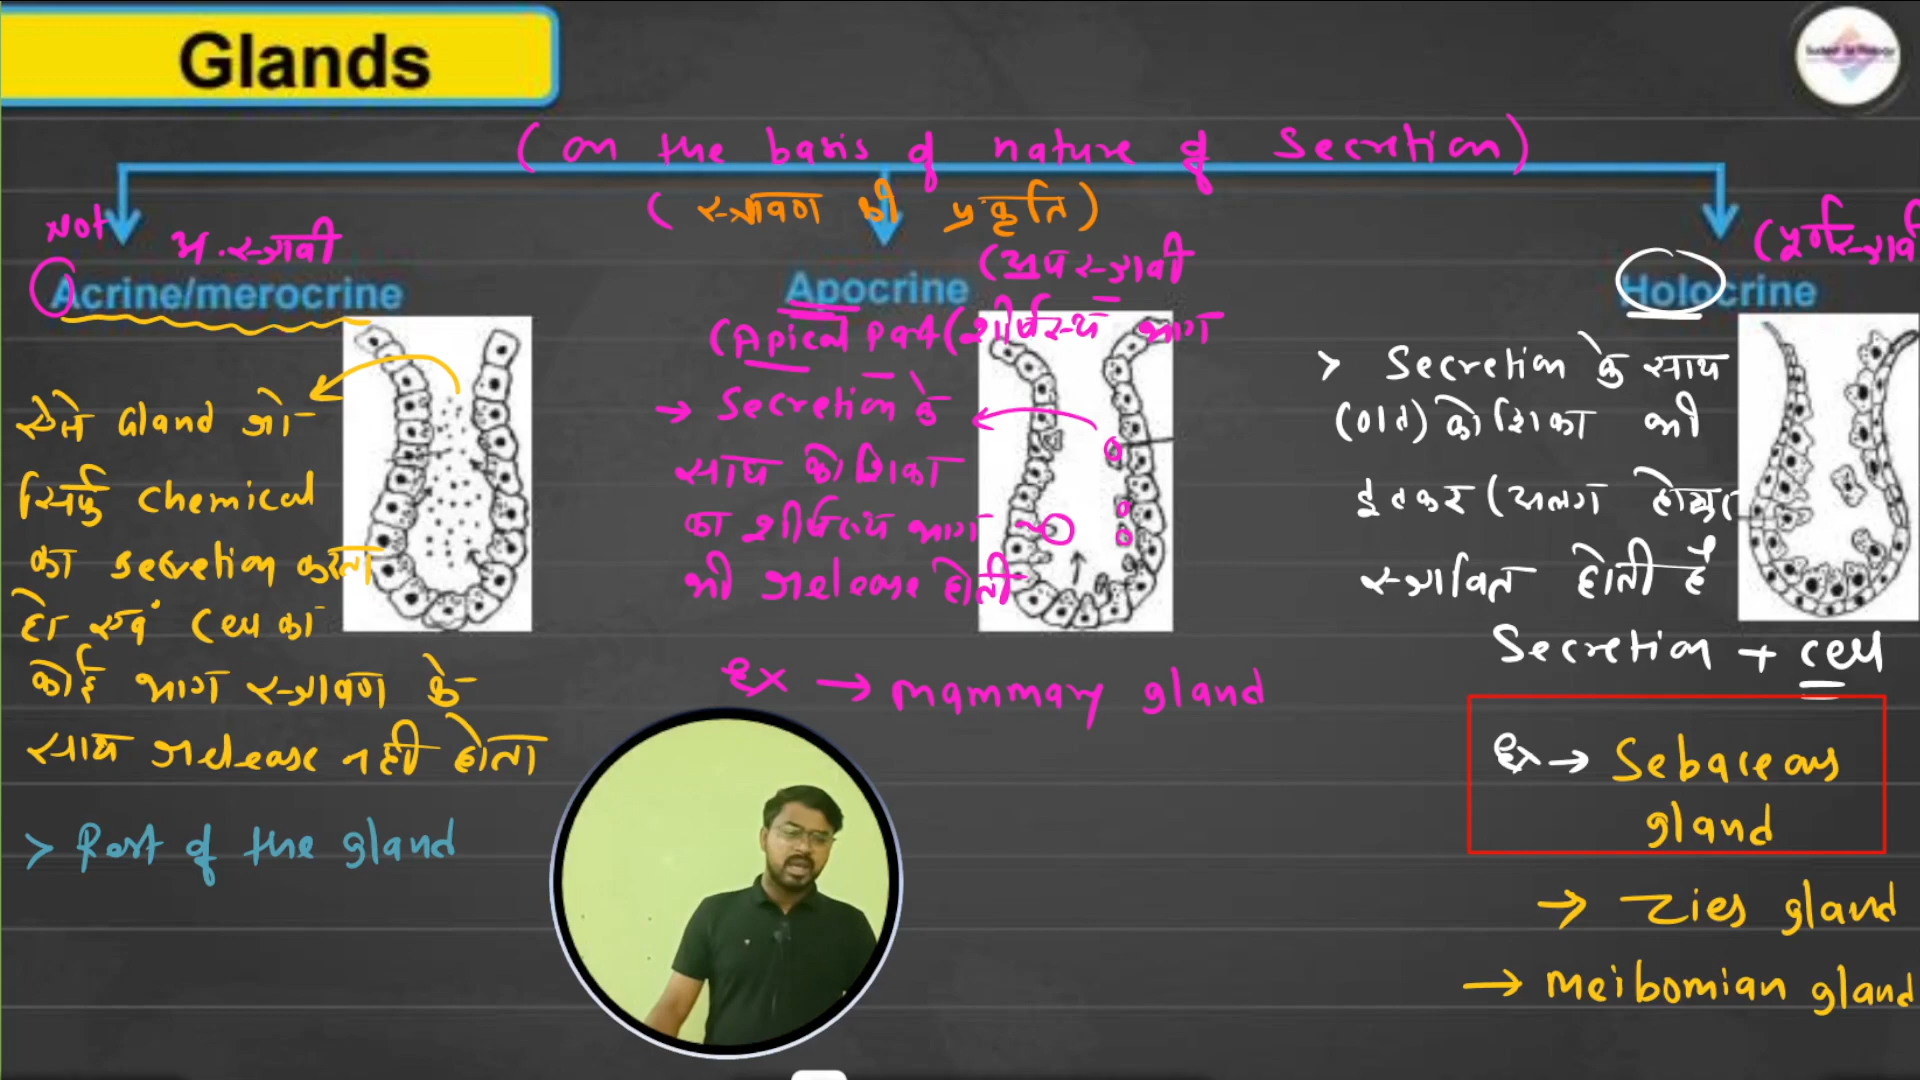 Glands
(on the basis of nature of Secretion)
(स्त्रावण की प्रकृति)
Not
अ.स्त्रावी
Acrine/merocrine
ऐसे Gland जो
सिर्फ chemical
का secretion करता
है एवं Cell का
कोई भाग स्त्रावण के
साथ release नही होता
> Rest of the gland
Apocrine
(अपस्त्रावी
(Apical Part (शीर्षस्थ भाग
→ Secretion के
साथ कोशिका
का शीर्षस्थ भाग
भी release होती
Ex → mammary gland
(पूर्णस्त्रावी
Holocrine
> Secretion के साथ
कोशिका भी
टुटकर (अलग होकर
स्त्रावित होती है
Secretion + cell
Ex → Sebaceous
gland
→ Zies gland
→ Meibomian gland